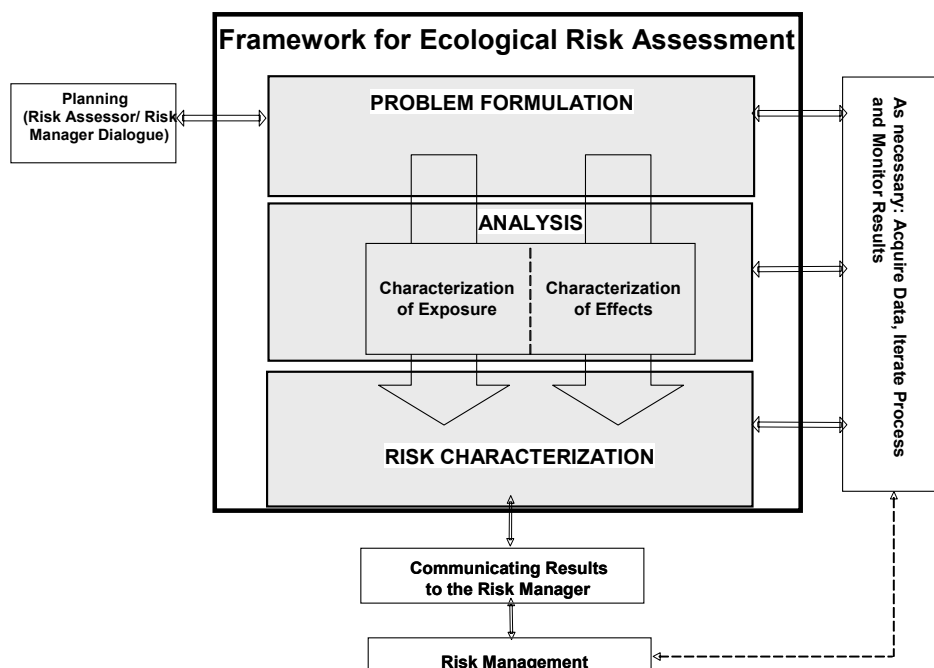 Framework for Ecological Risk Assessment
Planning
(Risk Assessor/ Risk
Manager Dialogue)
PROBLEM FORMULATION
ANALYSIS
Characterization
of Exposure
Characterization
of Effects
RISK CHARACTERIZATION
As necessary: Acquire Data, Iterate Process
and Monitor Results
Communicating Results
to the Risk Manager
Risk Management